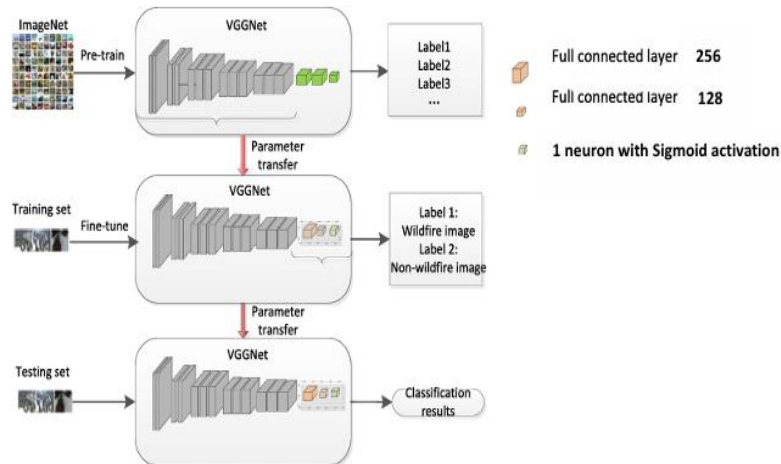 ImageNet
VGGNet
Pre-train
Label1
Label2
Label3
...
Full connected layer 256
Full connected layer 128
1 neuron with Sigmoid activation
Parameter
transfer
VGGNet
Training set
Fine-tune
Label 1:
Wildfire image
Label 2:
Non-wildfire image
Parameter
transfer
VGGNet
Testing set
Classification
results